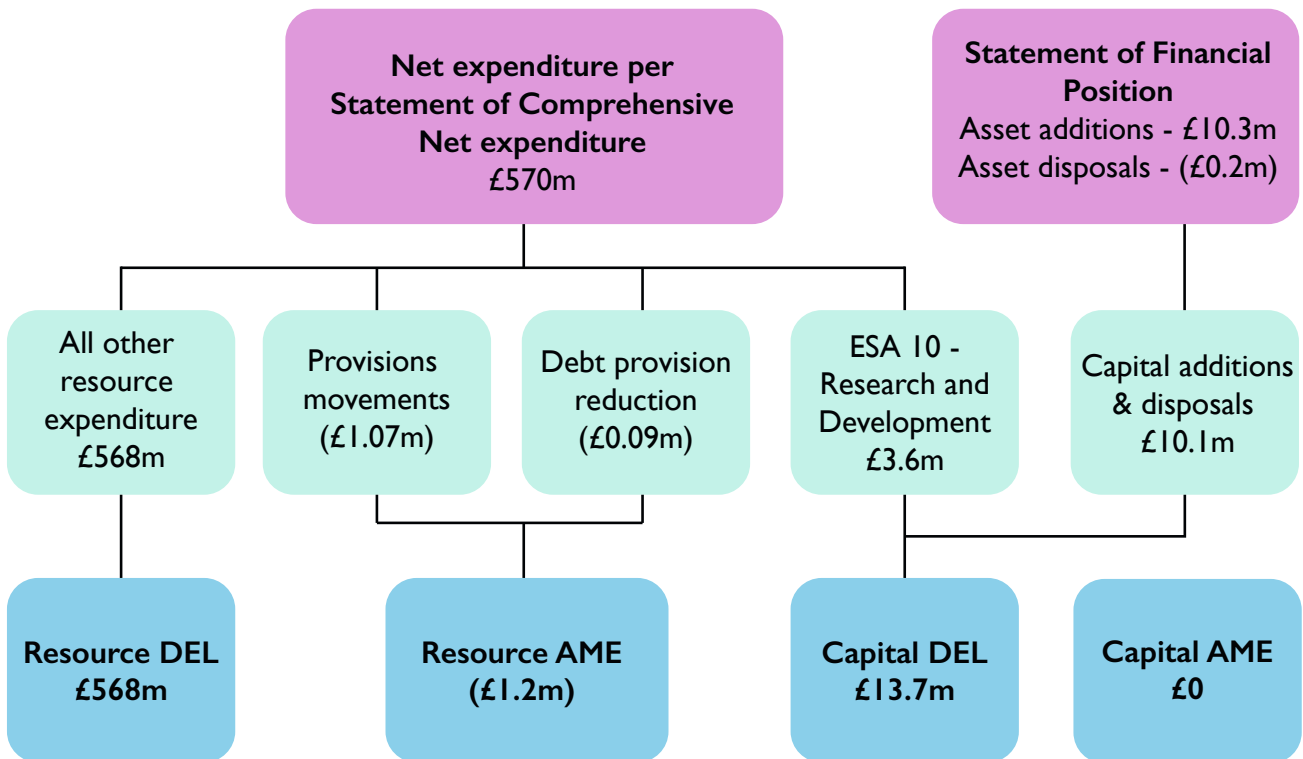 Net expenditure per
Statement of Comprehensive
Net expenditure
£570m
Statement of Financial
Position
Asset additions - £10.3m
Asset disposals - (£0.2m)
All other
resource
expenditure
£568m
Provisions
movements
(£1.07m)
Debt provision
reduction
(£0.09m)
ESA 10 -
Research and
Development
£3.6m
Capital additions
& disposals
£10.1m
Resource DEL
£568m
Resource AME
(£1.2m)
Capital DEL
£13.7m
Capital AME
£0